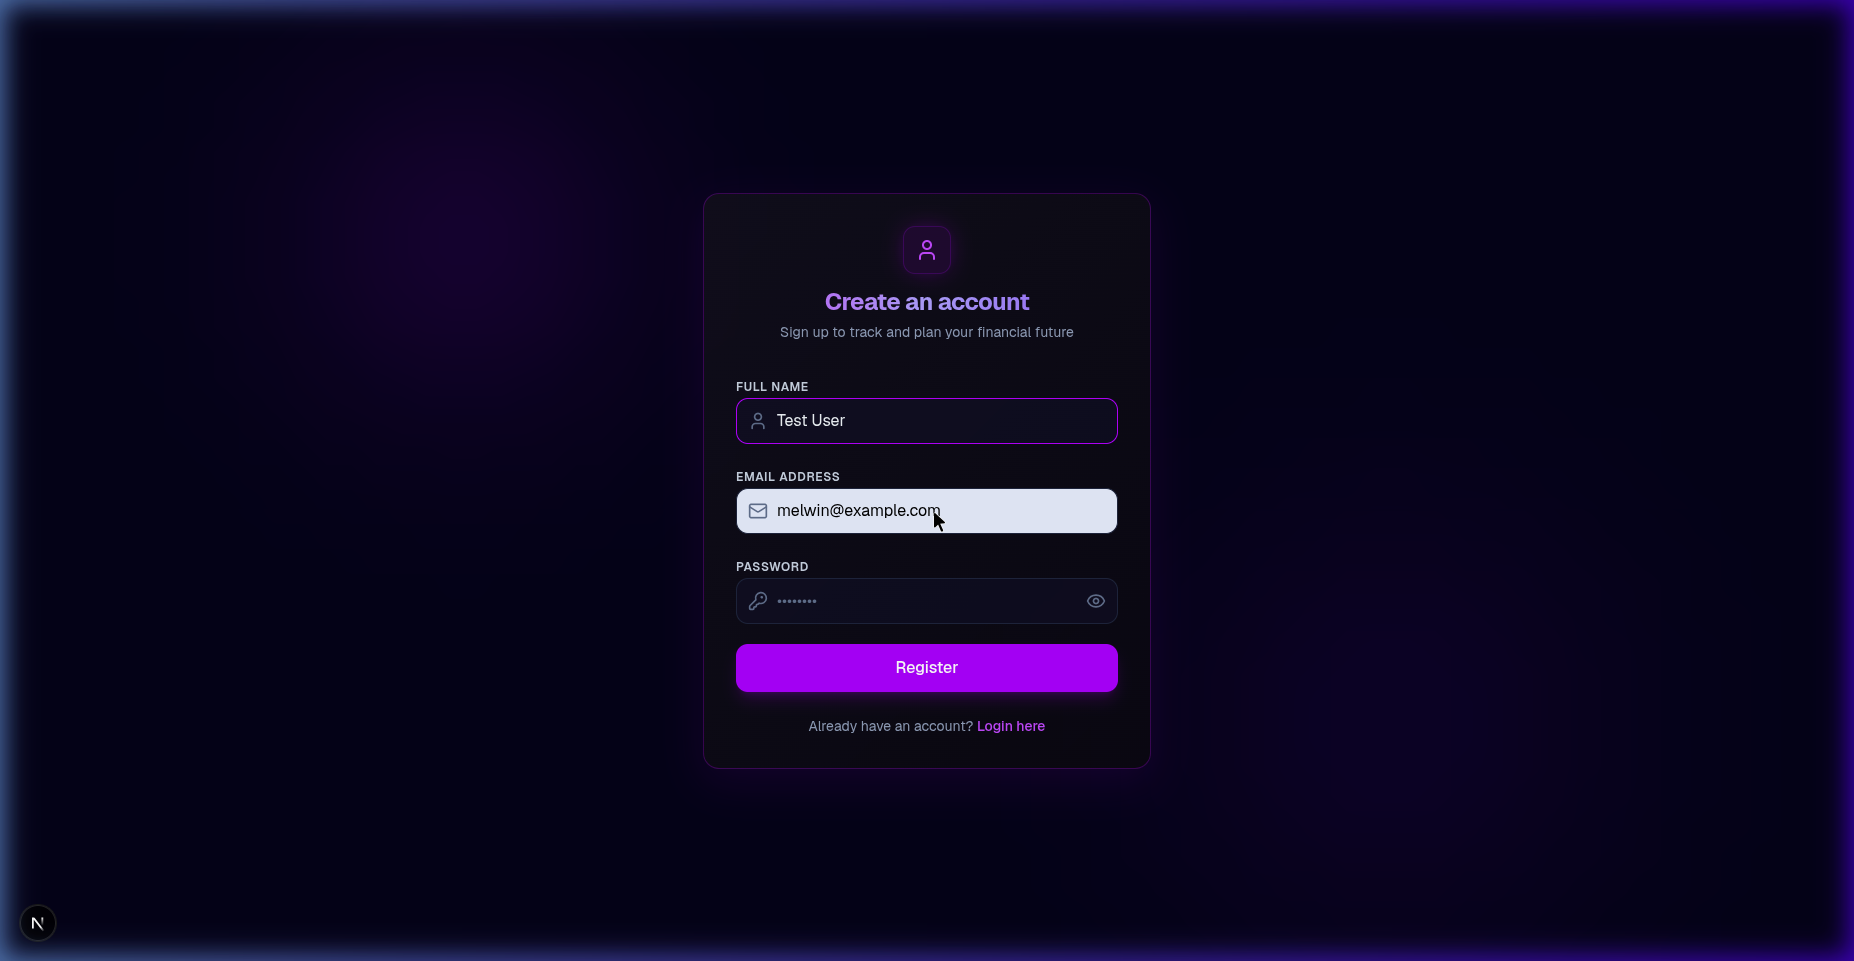 Create an account
Sign up to track and plan your financial future
FULL NAME
Test User
EMAIL ADDRESS
melwin@example.com
PASSWORD
••••••••
Register
Already have an account? Login here
N